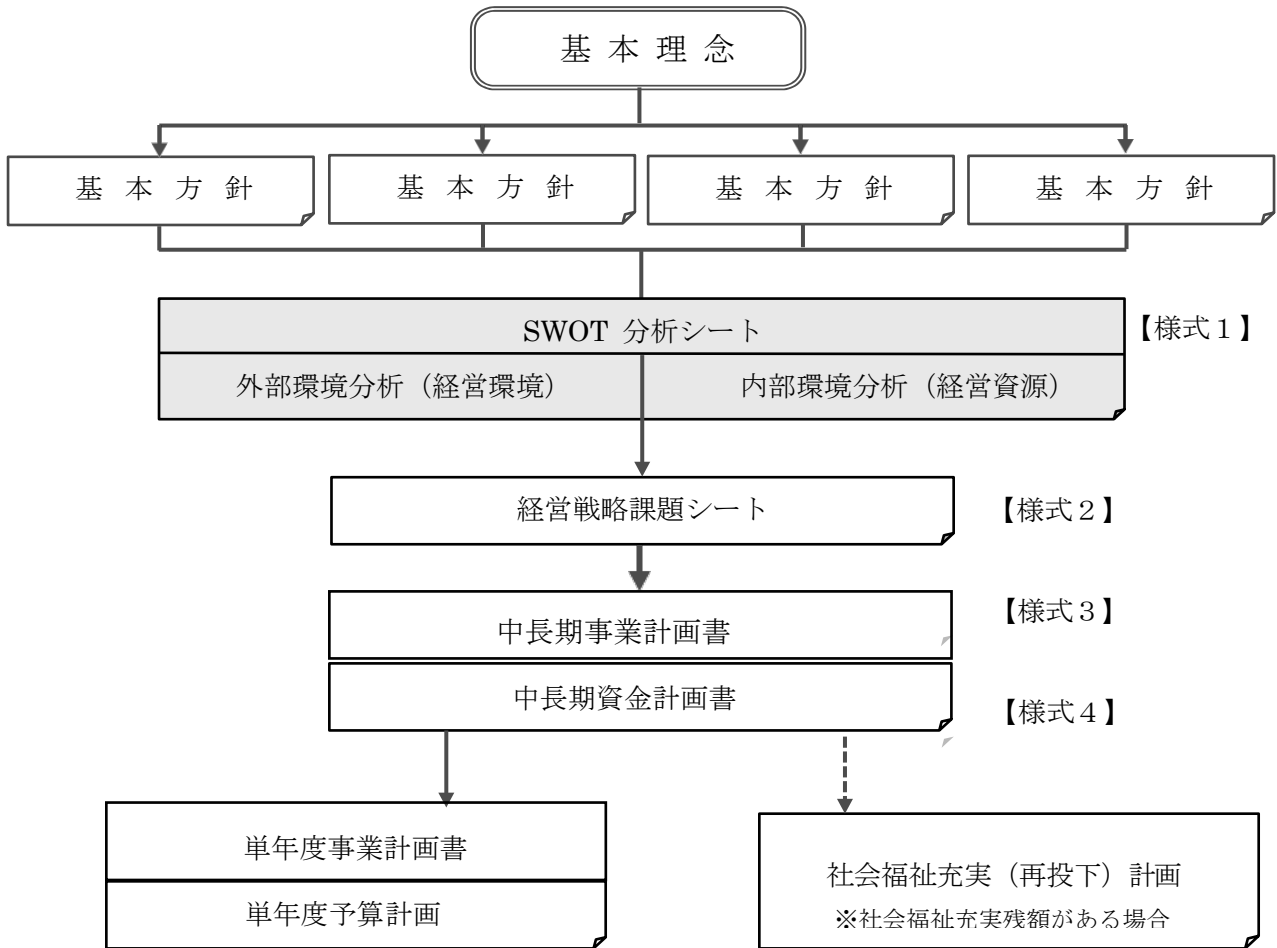 基本理念
基本方針
基本方針
基本方針
基本方針
SWOT 分析シート
【様式１】
外部環境分析（経営環境）
内部環境分析（経営資源）
経営戦略課題シート
【様式２】
中長期事業計画書
【様式３】
中長期資金計画書
【様式４】
単年度事業計画書
単年度予算計画
社会福祉充実（再投下）計画
※社会福祉充実残額がある場合